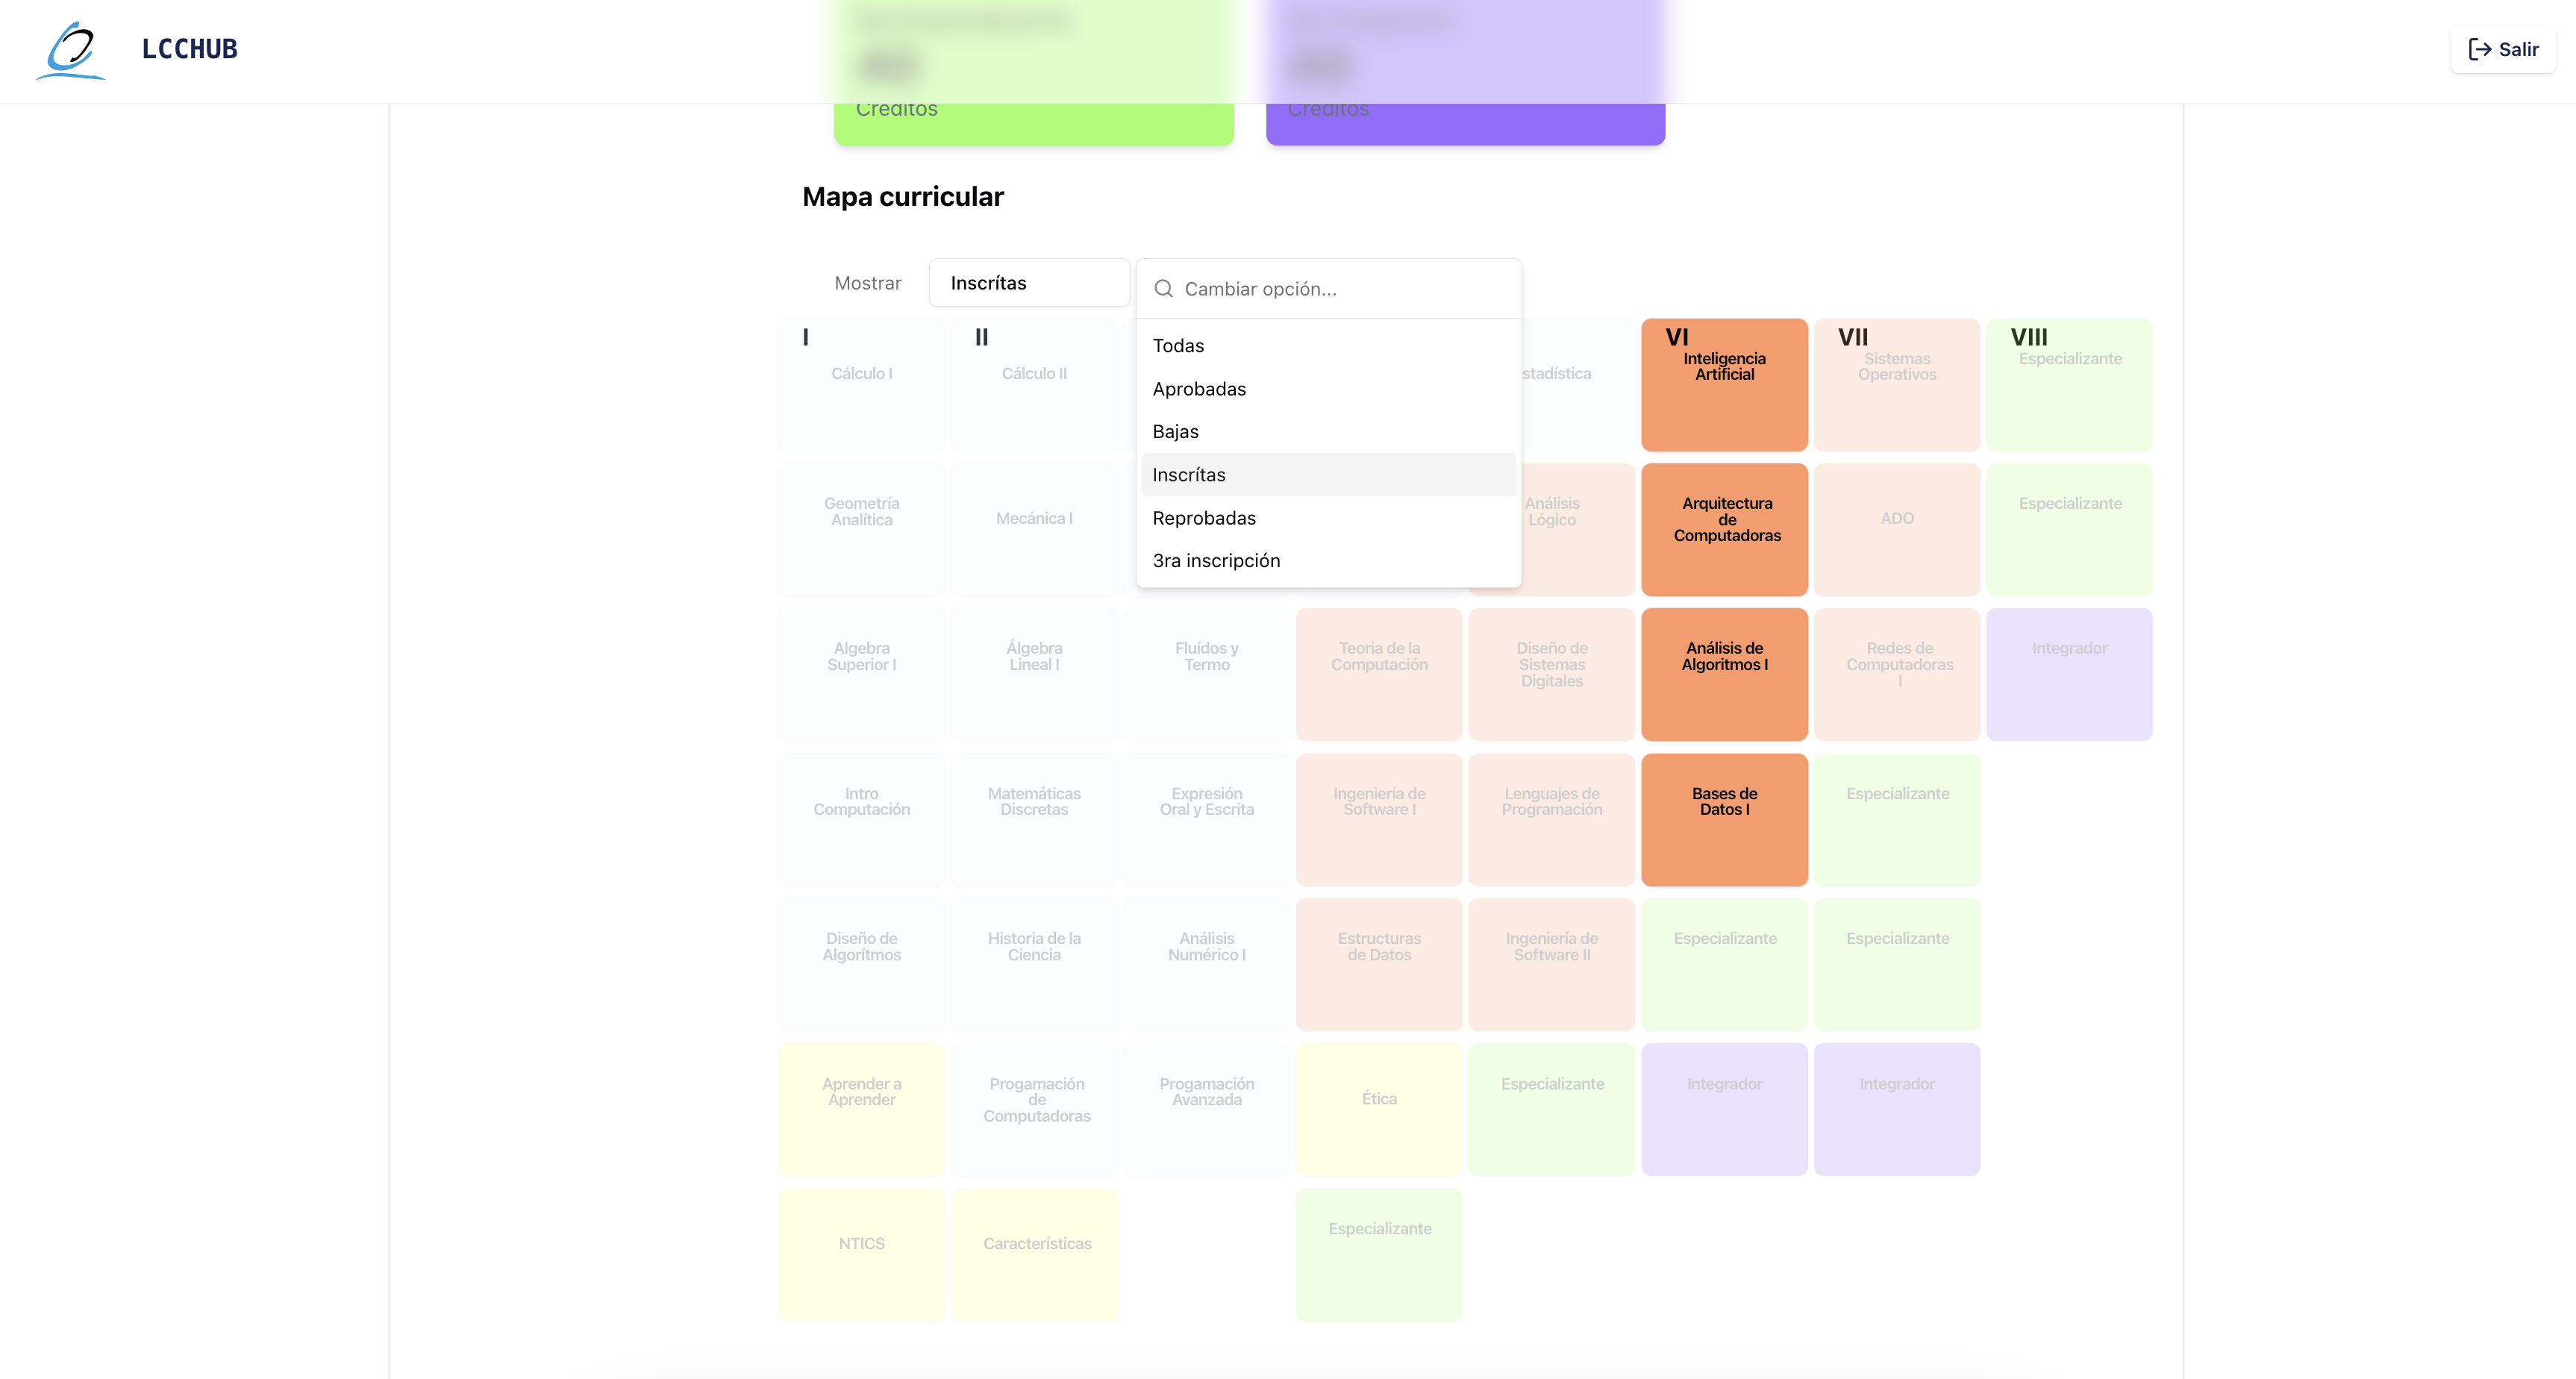 LCCHUB
Salir
Créditos
Créditos
Mapa curricular
Mostrar
Inscrítas
Cambiar opción...
Todas
Aprobadas
Bajas
Inscrítas
Reprobadas
3ra inscripción
I
II
VI
VII
VIII
Cálculo I
Cálculo II
stadística
Inteligencia
Artificial
Sistemas
Operativos
Especializante
Geometría
Analítica
Mecánica I
Análisis
Lógico
Arquitectura
de
Computadoras
ADO
Especializante
Algebra
Superior I
Álgebra
Lineal I
Fluídos y
Termo
Teoria de la
Computación
Diseño de
Sistemas
Digitales
Análisis de
Algoritmos I
Redes de
Computadoras
I
Integrador
Intro
Computación
Matemáticas
Discretas
Expresión
Oral y Escrita
Ingeniería de
Software I
Lenguajes de
Programación
Bases de
Datos I
Especializante
Diseño de
Algorítmos
Historia de la
Ciencia
Análisis
Numérico I
Estructuras
de Datos
Ingeniería de
Software II
Especializante
Especializante
Aprender a
Aprender
Progamación
de
Computadoras
Progamación
Avanzada
Ética
Especializante
Integrador
Integrador
NTICS
Características
Especializante